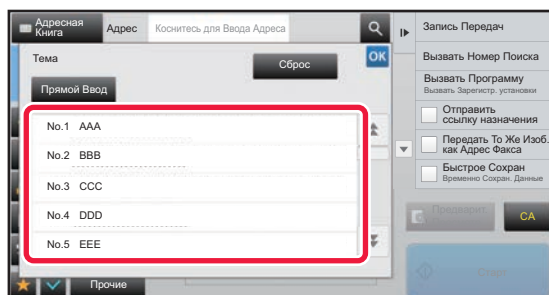 Адресная
Книга
Адрес
Коснитесь для Ввода Адреса
Тема
Сброс
OK
Прямой Ввод
No.1 AAA
No.2 BBB
No.3 CCC
No.4 DDD
No.5 EEE
Прочие
Запись Передач
Вызвать Номер Поиска
Вызвать Программу
Вызвать Зарегистр. установки
Отправить
ссылку назначения
Передать То Же Изоб.
как Адрес Факса
Быстрое Сохран
Временно Сохран. Данные
CA